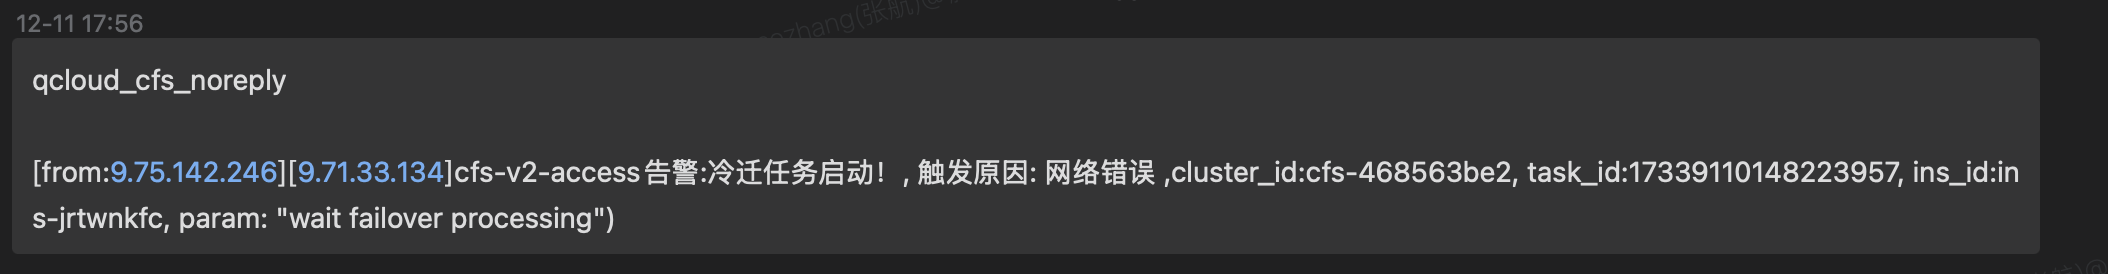 12-11 17:56
qcloud_cfs_noreply
[from:9.75.142.246][9.71.33.134]cfs-v2-access告警:冷迁任务启动！, 触发原因: 网络错误 ,cluster_id:cfs-468563be2, task_id:17339110148223957, ins_id:in
s-jrtwnkfc, param: "wait failover processing")